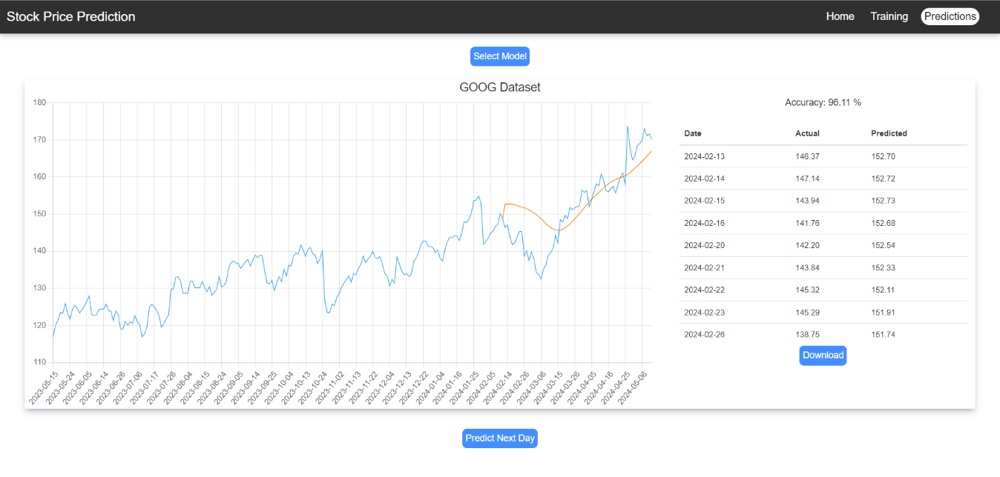 Stock Price Prediction Home Training Predictions
Select Model
GOOG Dataset
180
170
160
150
140
130
120
110
2023-05-15 2023-05-24 2023-06-05 2023-06-14 2023-06-26 2023-07-06 2023-07-17 2023-07-26 2023-08-04 2023-08-15 2023-08-24 2023-09-05 2023-09-14 2023-09-25 2023-10-04 2023-10-13 2023-10-24 2023-11-02 2023-11-13 2023-11-22 2023-12-04 2023-12-13 2023-12-22 2024-01-04 2024-01-16 2024-01-25 2024-02-05 2024-02-14 2024-02-26 2024-03-06 2024-03-15 2024-03-26 2024-04-05 2024-04-16 2024-04-25 2024-05-06
Accuracy: 96.11 %
Date Actual Predicted
2024-02-13 146.37 152.70
2024-02-14 147.14 152.72
2024-02-15 143.94 152.73
2024-02-16 141.76 152.68
2024-02-20 142.20 152.54
2024-02-21 143.84 152.33
2024-02-22 145.32 152.11
2024-02-23 145.29 151.91
2024-02-26 138.75 151.74
Download
Predict Next Day